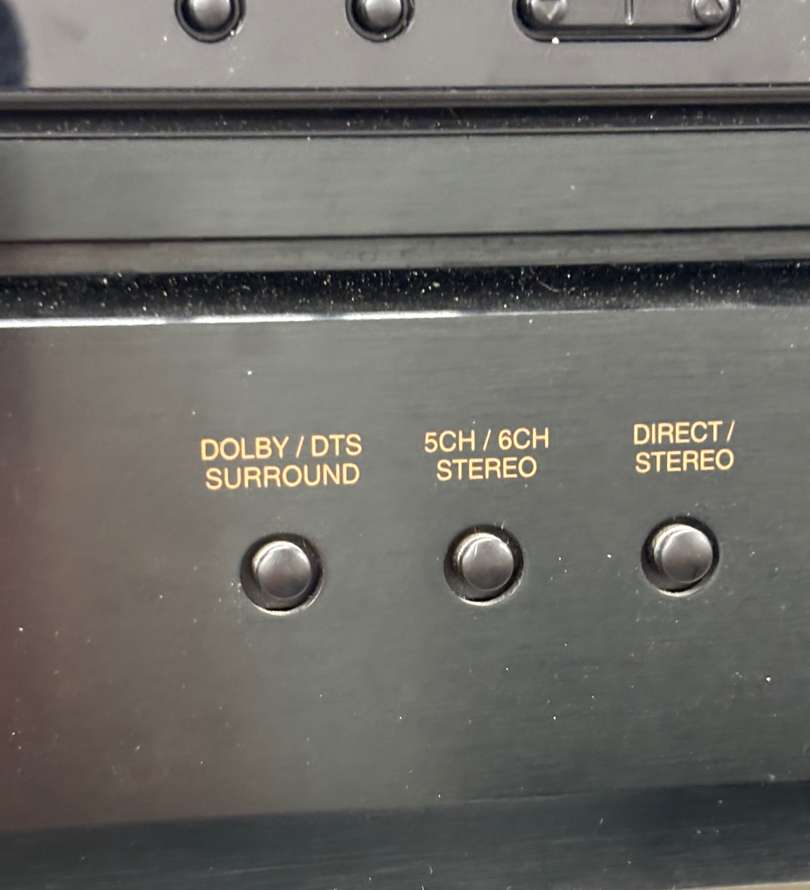 DOLBY / DTS
SURROUND
5CH / 6CH
STEREO
DIRECT /
STEREO